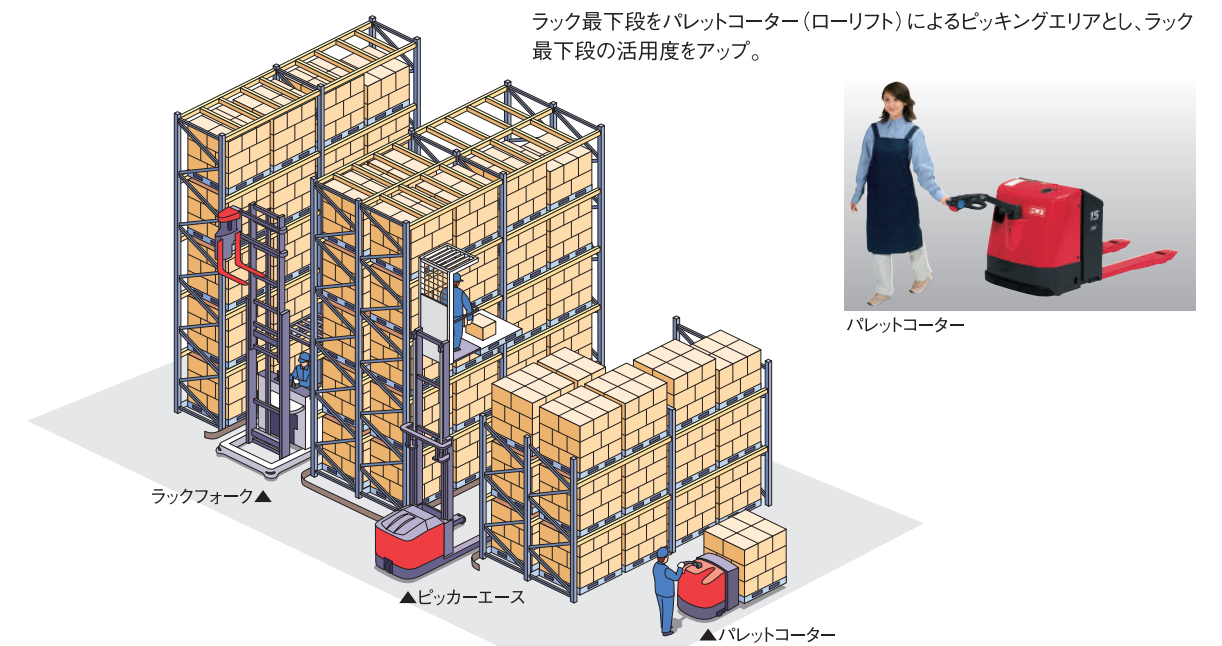 ラック最下段をパレットコーター(ローリフト)によるピッキングエリアとし、ラック
最下段の活用度をアップ。
15
パレットコーター
ラックフォーク▲
▲ピッカーエース
▲パレットコーター